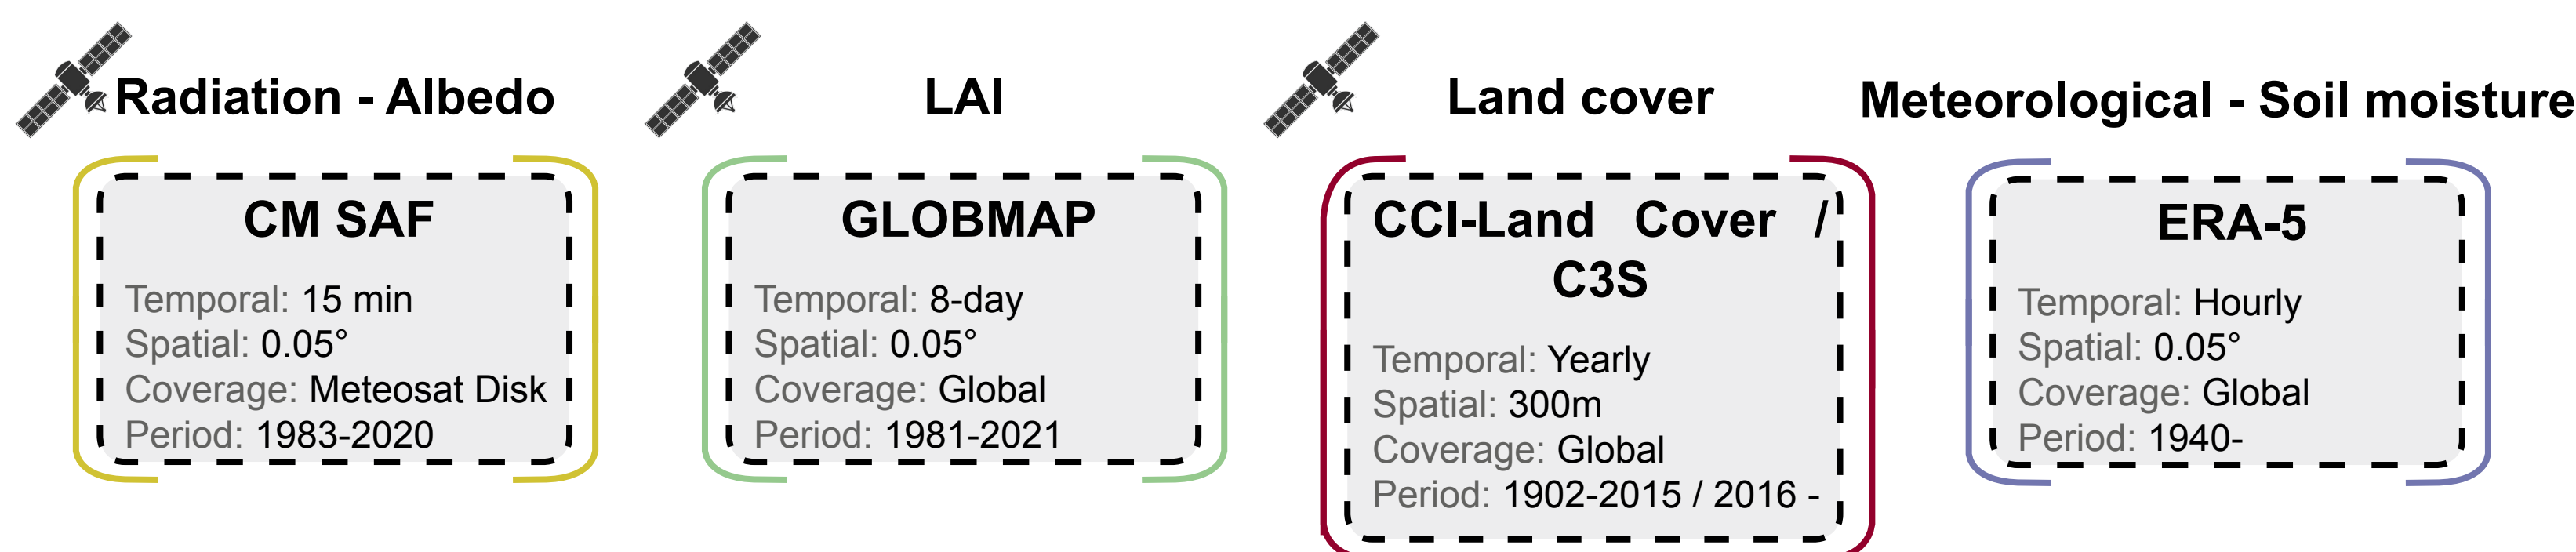 Radiation - Albedo
CM SAF
Temporal: 15 min
Spatial: 0.05°
Coverage: Meteosat Disk
Period: 1983-2020
LAI
GLOBMAP
Temporal: 8-day
Spatial: 0.05°
Coverage: Global
Period: 1981-2021
Land cover
CCI-Land Cover /
C3S
Temporal: Yearly
Spatial: 300m
Coverage: Global
Period: 1902-2015 / 2016 -
Meteorological - Soil moisture
ERA-5
Temporal: Hourly
Spatial: 0.05°
Coverage: Global
Period: 1940-